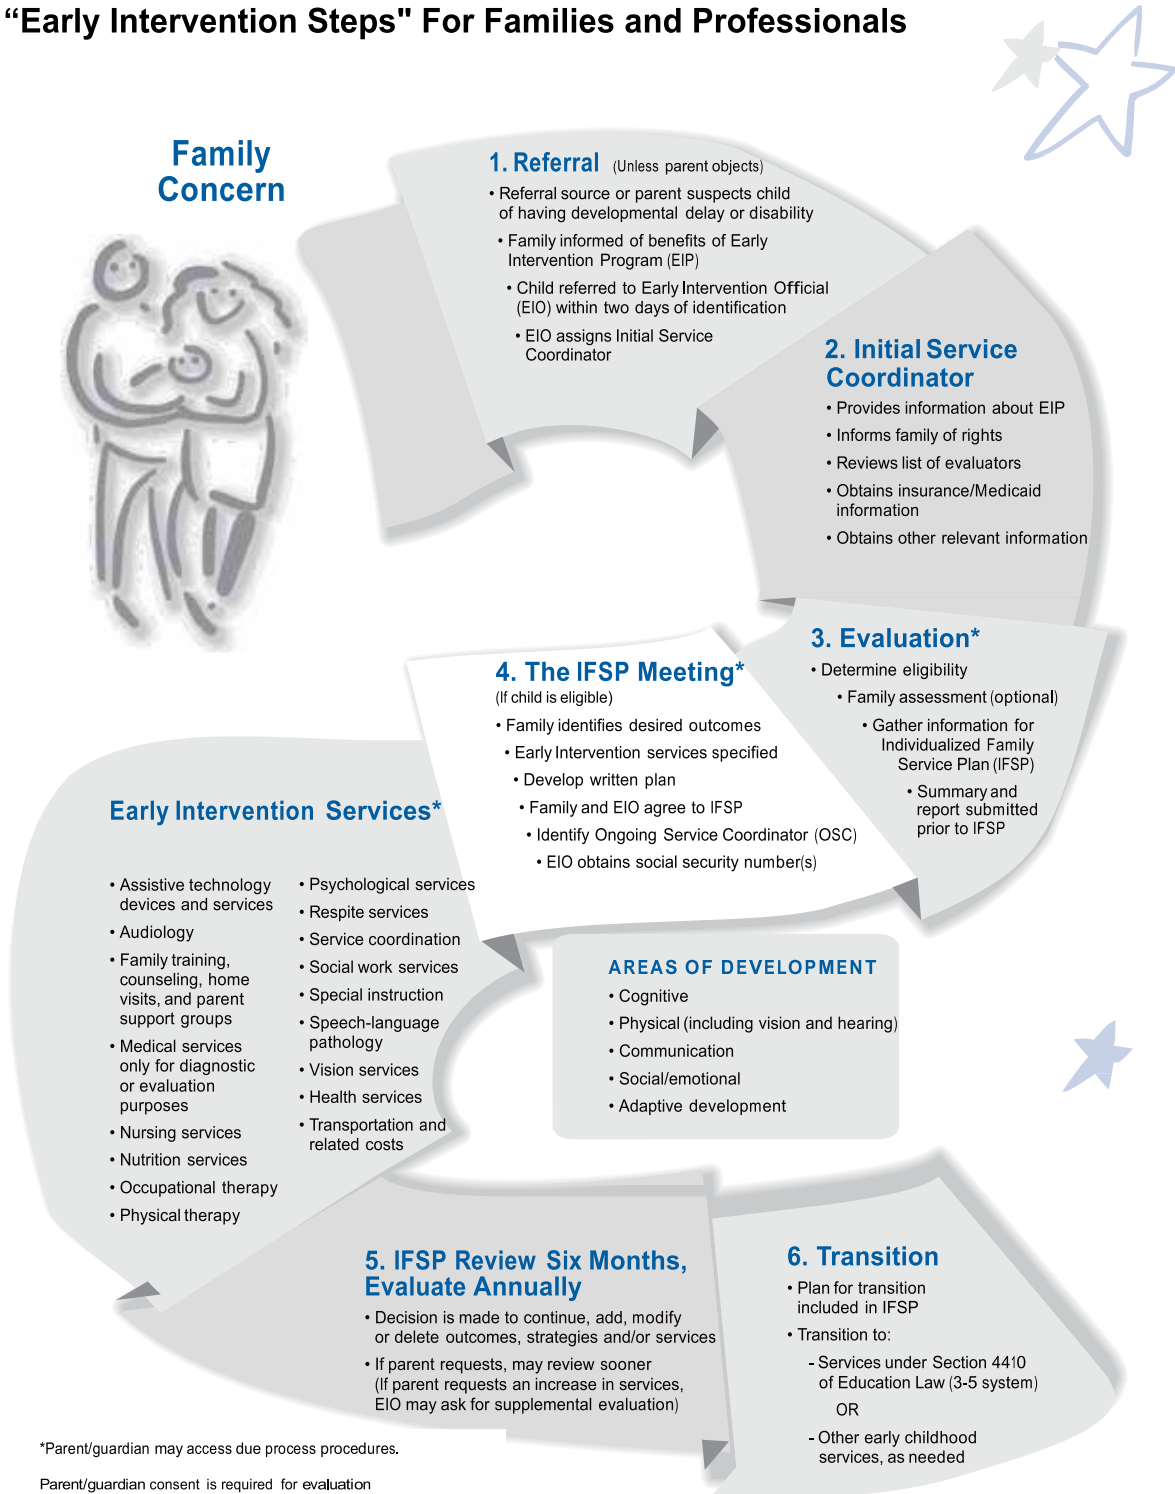 “Early Intervention Steps" For Families and Professionals
Family
Concern
1. Referral (Unless parent objects)
• Referral source or parent suspects child
of having developmental delay or disability
• Family informed of benefits of Early
Intervention Program (EIP)
• Child referred to Early Intervention Official
(EIO) within two days of identification
• EIO assigns Initial Service
Coordinator
2. Initial Service
Coordinator
• Provides information about EIP
• Informs family of rights
• Reviews list of evaluators
• Obtains insurance/Medicaid
information
• Obtains other relevant information
3. Evaluation*
• Determine eligibility
• Family assessment (optional)
• Gather information for
Individualized Family
Service Plan (IFSP)
• Summary and
report submitted
prior to IFSP
4. The IFSP Meeting*
(If child is eligible)
• Family identifies desired outcomes
• Early Intervention services specified
• Develop written plan
• Family and EIO agree to IFSP
• Identify Ongoing Service Coordinator (OSC)
• EIO obtains social security number(s)
Early Intervention Services*
• Assistive technology
devices and services
• Audiology
• Family training,
counseling, home
visits, and parent
support groups
• Medical services
only for diagnostic
or evaluation
purposes
• Nursing services
• Nutrition services
• Occupational therapy
• Physical therapy
• Psychological services
• Respite services
• Service coordination
• Social work services
• Special instruction
• Speech-language
pathology
• Vision services
• Health services
• Transportation and
related costs
AREAS OF DEVELOPMENT
• Cognitive
• Physical (including vision and hearing)
• Communication
• Social/emotional
• Adaptive development
5. IFSP Review Six Months,
Evaluate Annually
• Decision is made to continue, add, modify
or delete outcomes, strategies and/or services
• If parent requests, may review sooner
(If parent requests an increase in services,
EIO may ask for supplemental evaluation)
6. Transition
• Plan for transition
included in IFSP
• Transition to:
- Services under Section 4410
of Education Law (3-5 system)
OR
- Other early childhood
services, as needed
*Parent/guardian may access due process procedures.
Parent/guardian consent is required for evaluation